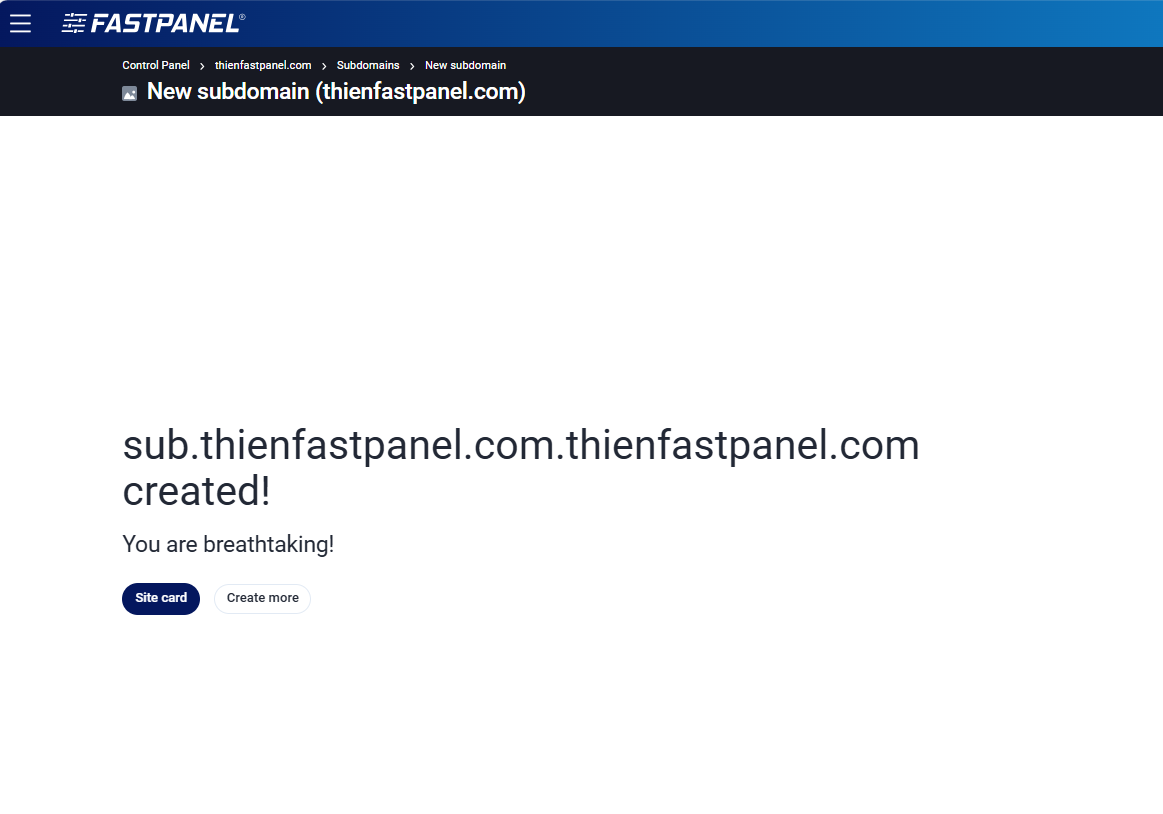 FASTPANEL®
Control Panel > thienfastpanel.com > Subdomains > New subdomain
New subdomain (thienfastpanel.com)
sub.thienfastpanel.com.thienfastpanel.com
created!
You are breathtaking!
Site card Create more